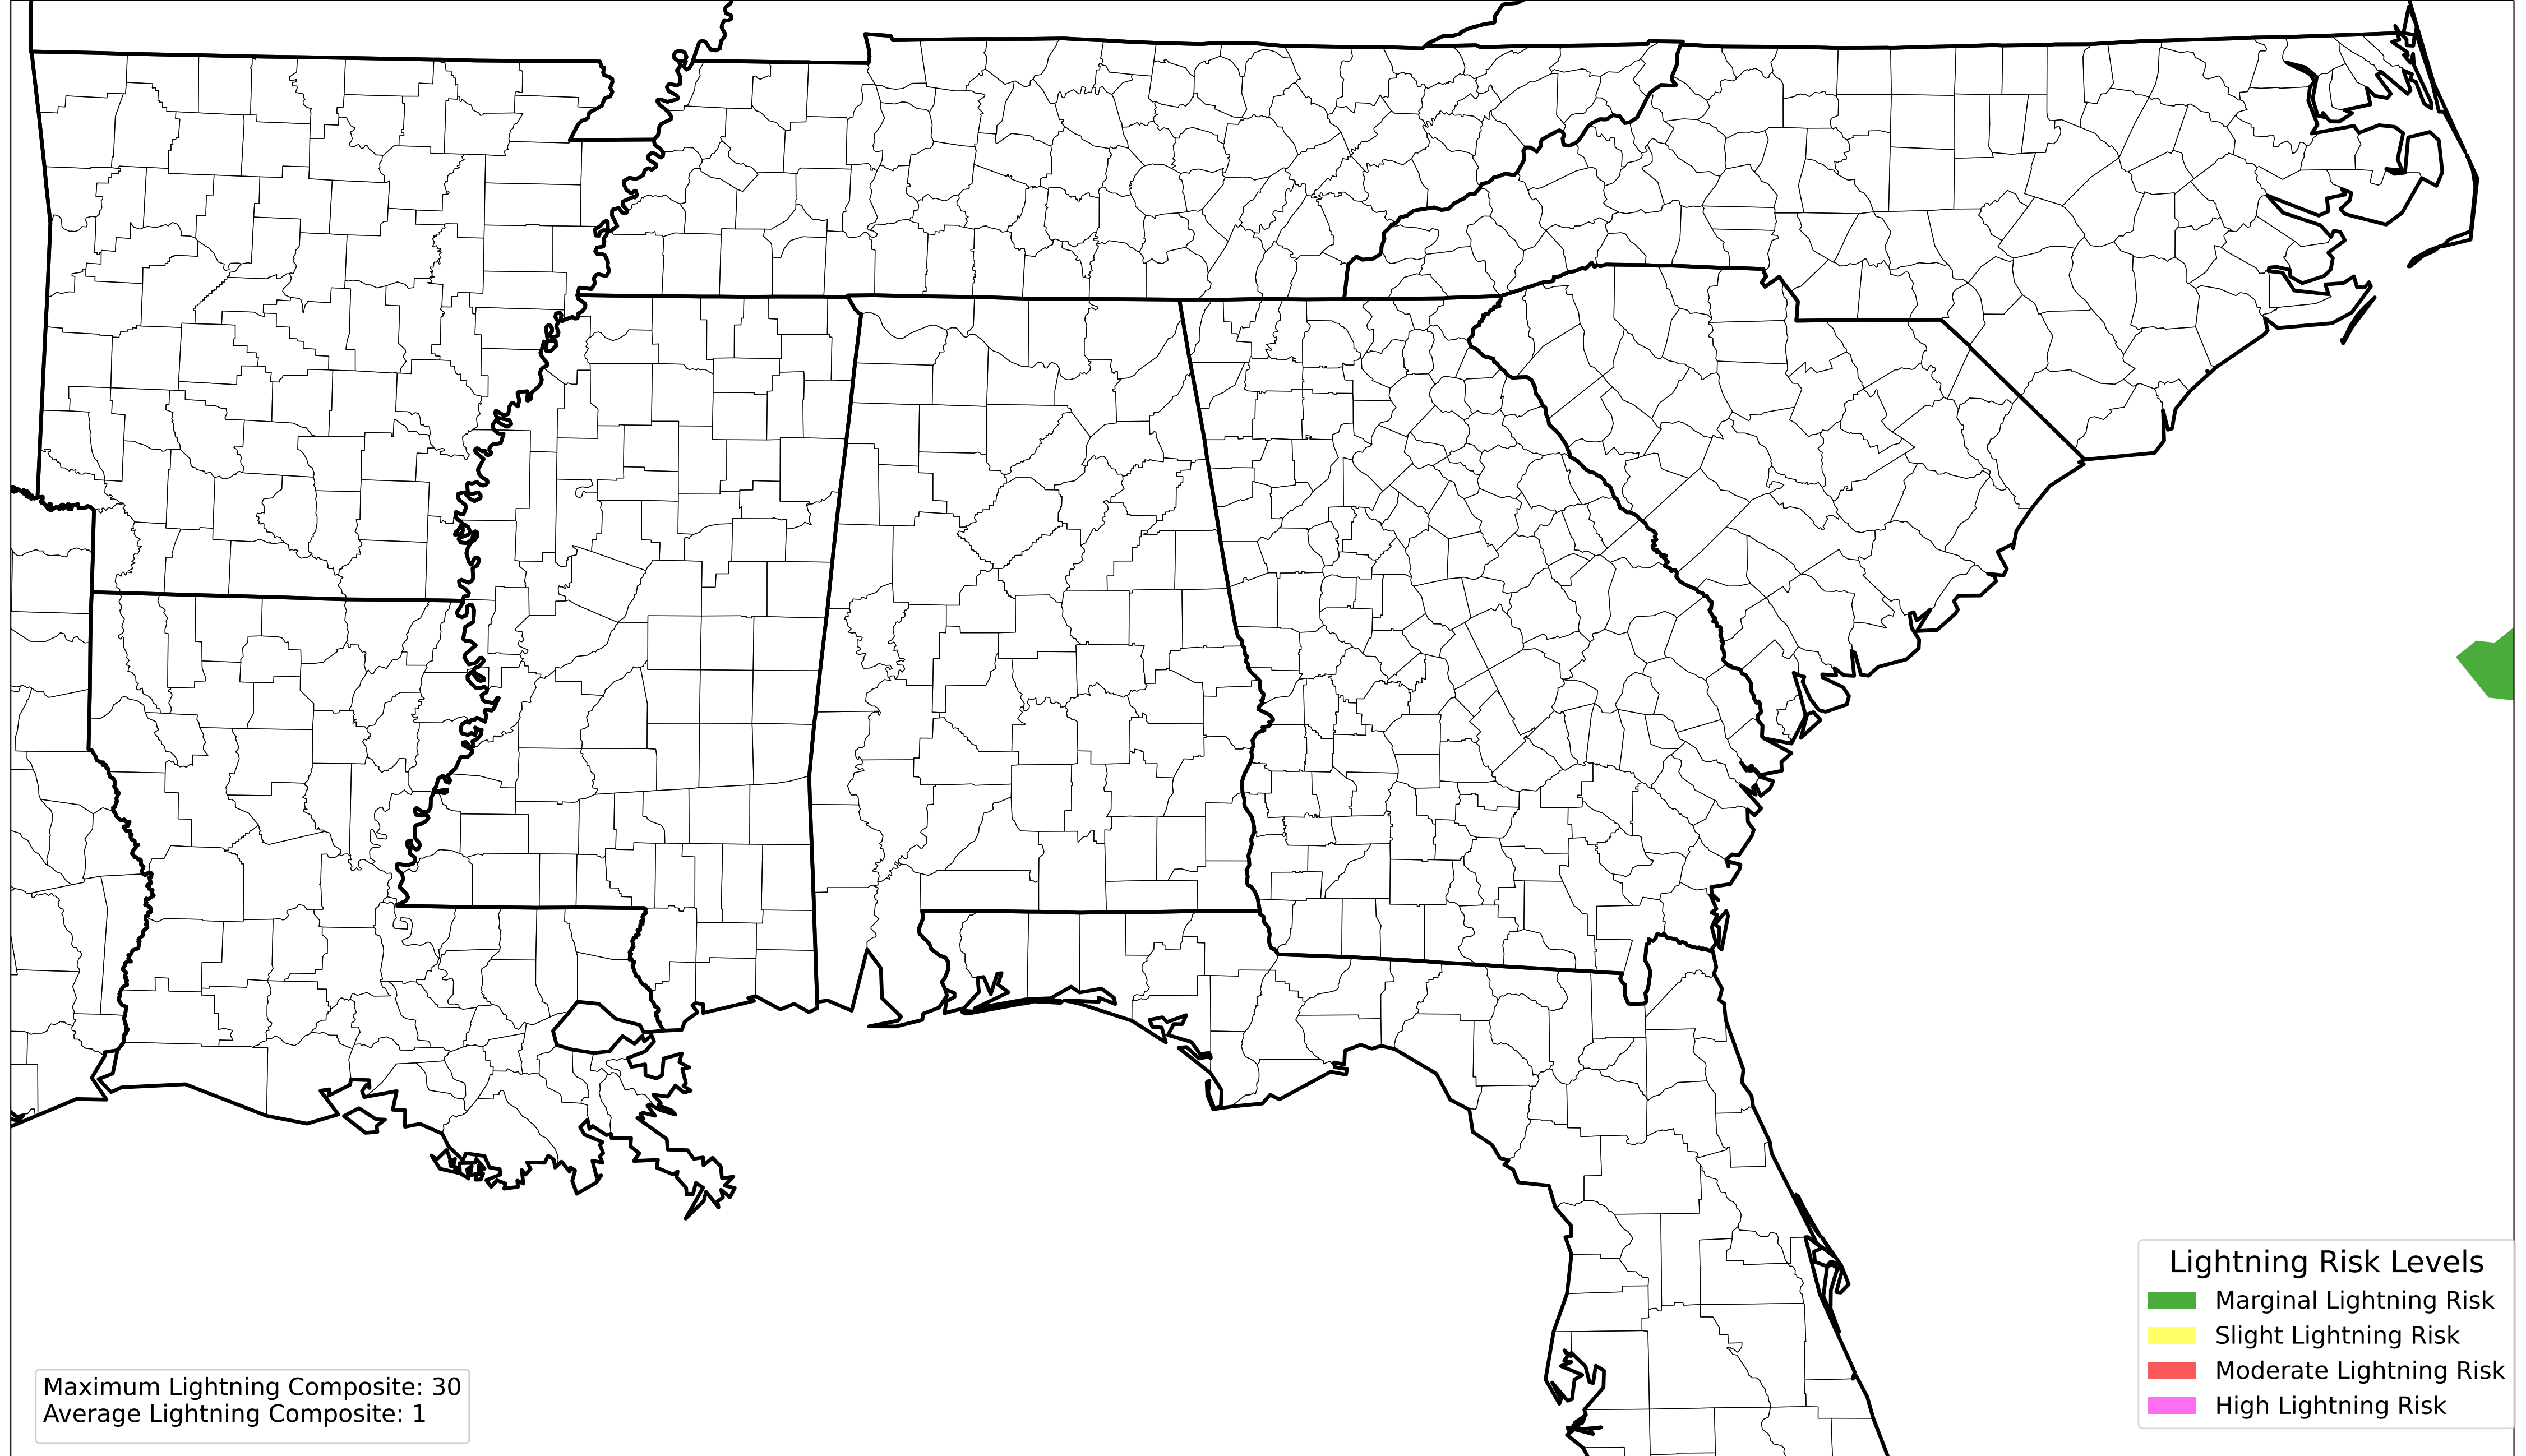 Lightning Risk Levels
Marginal Lightning Risk
Slight Lightning Risk
Moderate Lightning Risk
High Lightning Risk
Maximum Lightning Composite: 30
Average Lightning Composite: 1